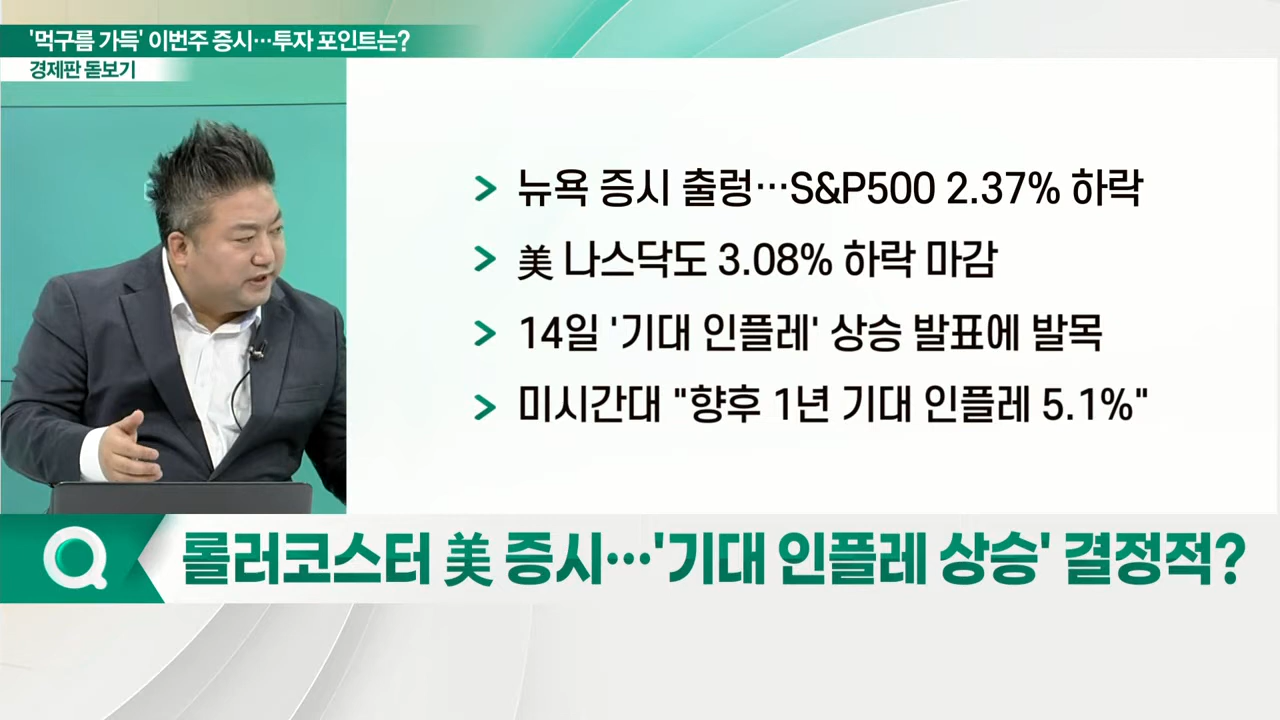 '먹구름 가득' 이번주 증시…투자 포인트는?
경제판 돋보기
> 뉴욕 증시 출렁…S&P500 2.37% 하락
> 美 나스닥도 3.08% 하락 마감
> 14일 '기대 인플레' 상승 발표에 발목
> 미시간대 "향후 1년 기대 인플레 5.1%"
롤러코스터 美 증시…'기대 인플레 상승' 결정적?